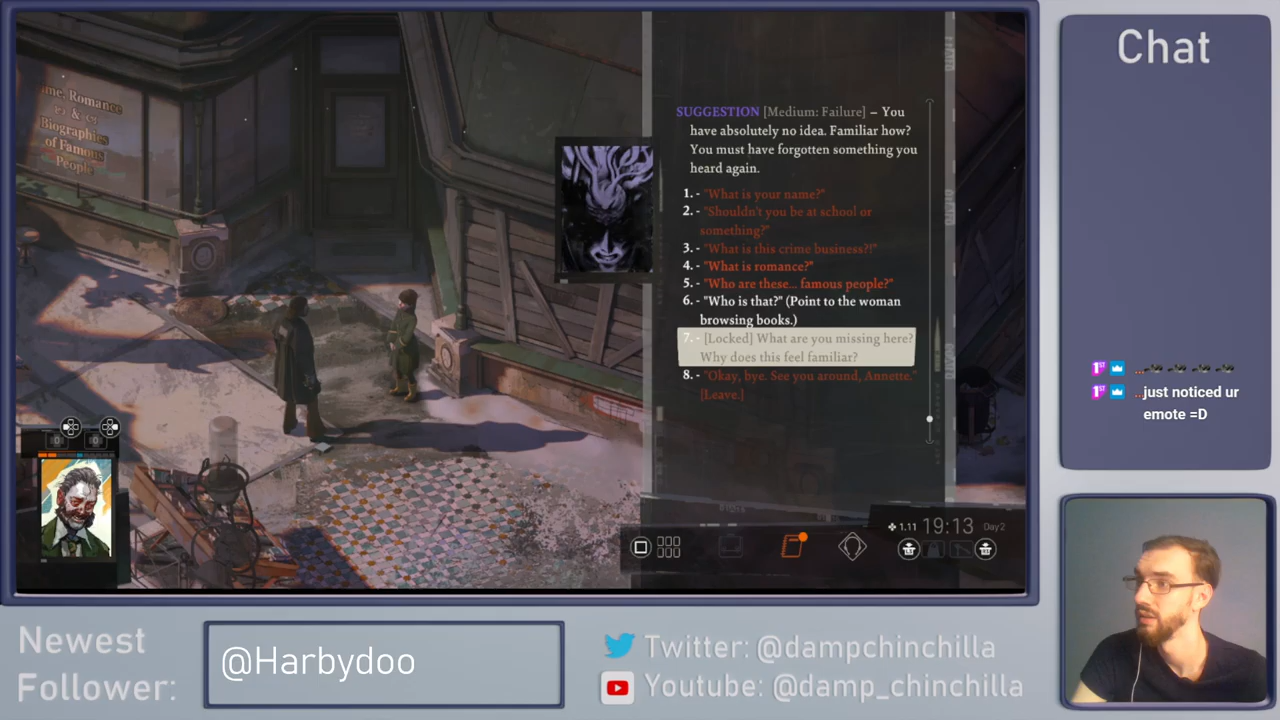 me, Romance
& &
Biographies
of Famous
People
SUGGESTION [Medium: Failure] – You
have absolutely no idea. Familiar how?
You must have forgotten something you
heard again.
1. - "What is your name?"
2. - "Shouldn't you be at school or
something?"
3. - "What is this crime business?!"
4. - "What is romance?"
5. - "Who are these... famous people?"
6. - "Who is that?" (Point to the woman
browsing books.)
7. - [Locked] What are you missing here?
Why does this feel familiar?
8. - "Okay, bye. See you around, Annette."
[Leave.]
1.11 19:13 Day2
Chat
1st ...
1st ...just noticed ur
emote =D
Newest
Follower:
@Harbydoo
Twitter: @dampchinchilla
Youtube: @damp_chinchilla